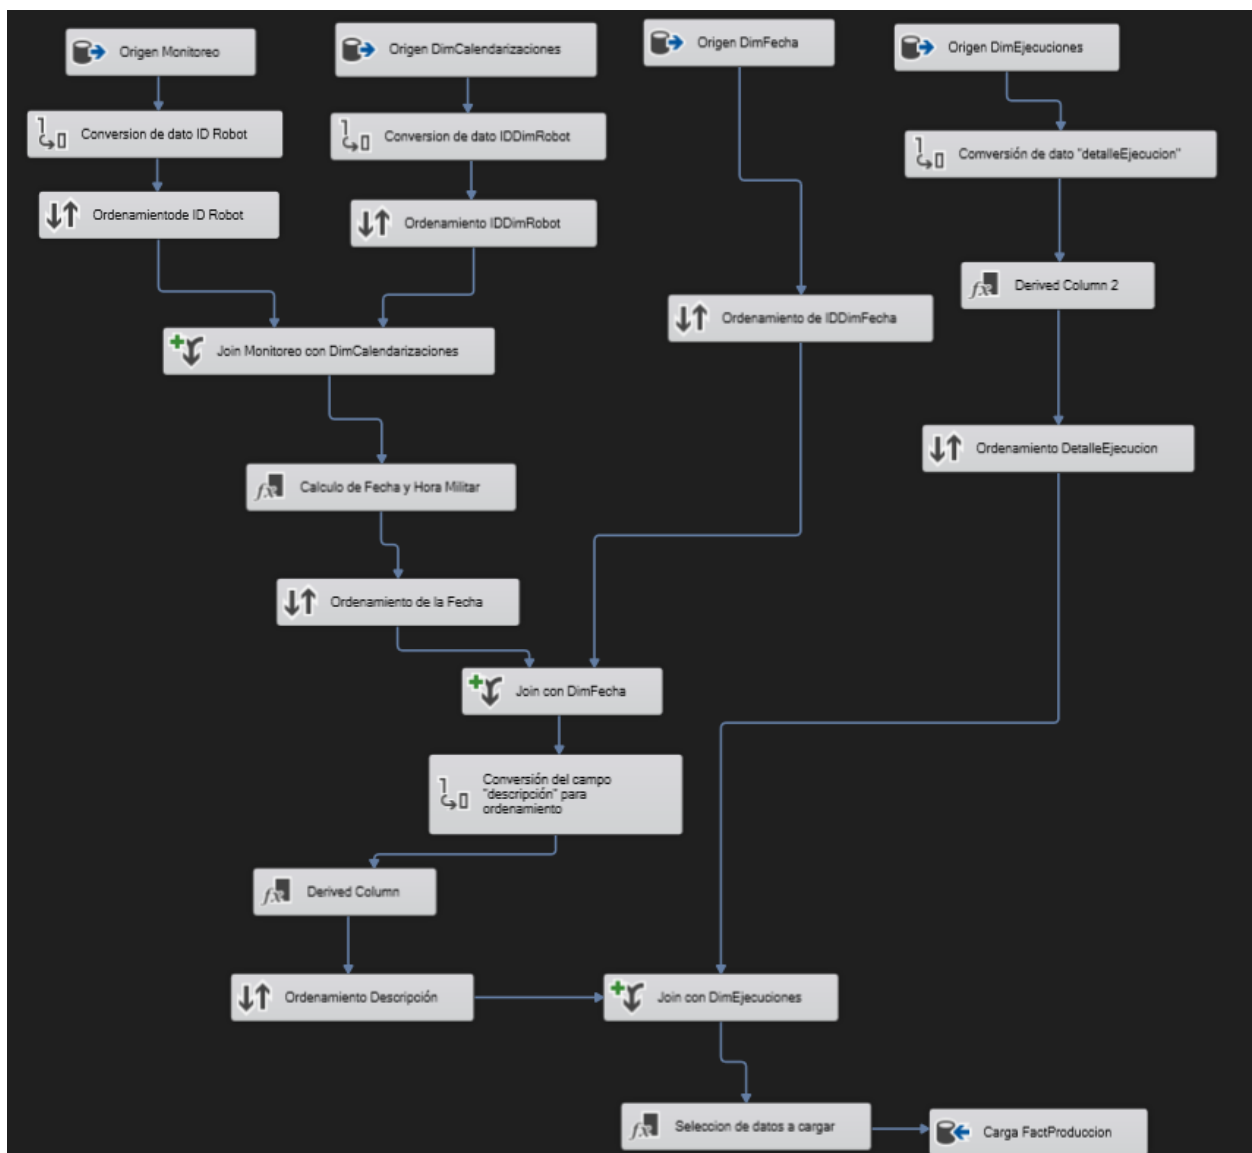 Origen Monitoreo
Origen DimCalendarizaciones
Origen DimFecha
Origen DimEjecuciones
Conversion de dato ID Robot
Conversion de dato IDDimRobot
Comversión de dato "detalleEjecucion"
Ordenamientode ID Robot
Ordenamiento IDDimRobot
Derived Column 2
Ordenamiento de IDDimFecha
Join Monitoreo con DimCalendarizaciones
Ordenamiento DetalleEjecucion
Calculo de Fecha y Hora Militar
Ordenamiento de la Fecha
Join con DimFecha
Conversión del campo
"descripción" para
ordenamiento
Derived Column
Ordenamiento Descripción
Join con DimEjecuciones
Seleccion de datos a cargar
Carga FactProduccion